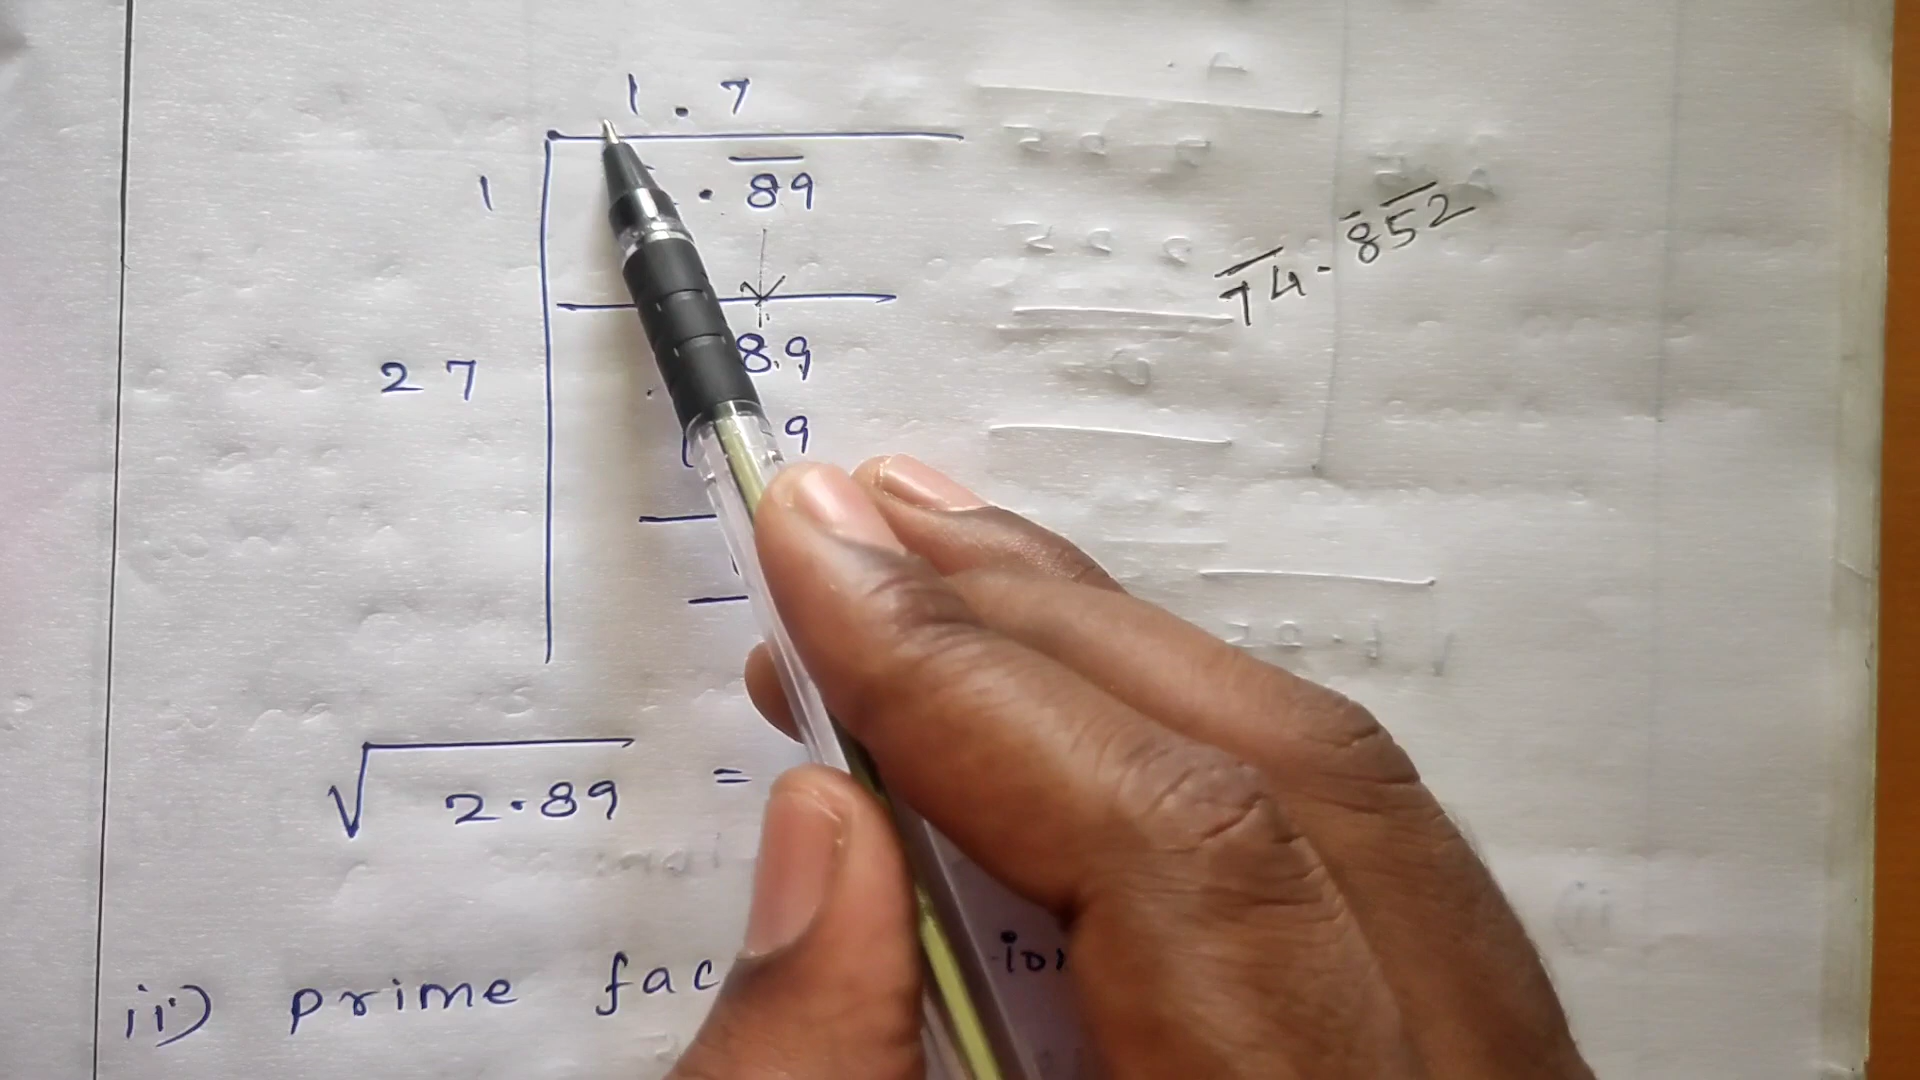 1.7
1 . 89
27 8.9
9
74.852
√2.89 =
ii) prime fac